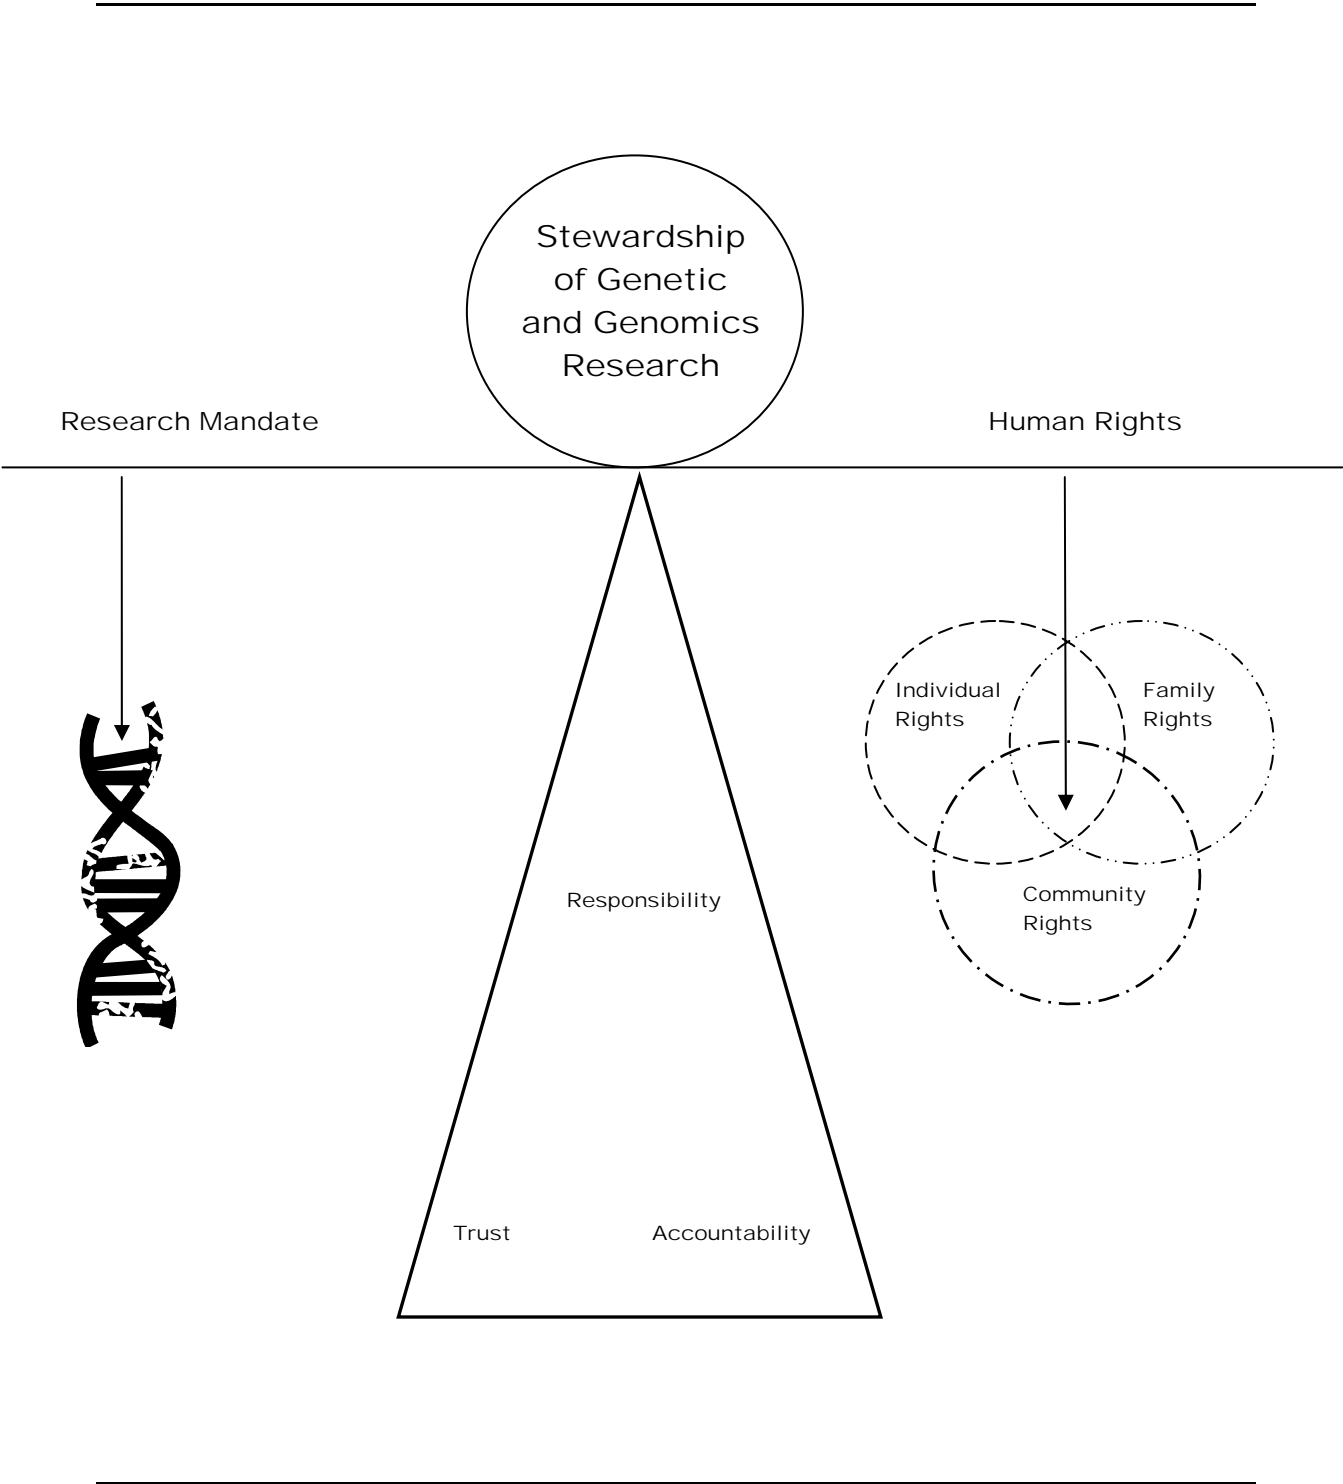 Stewardship
of Genetic
and Genomics
Research
Research Mandate
Human Rights
Individual
Rights
Family
Rights
Community
Rights
Responsibility
Trust
Accountability